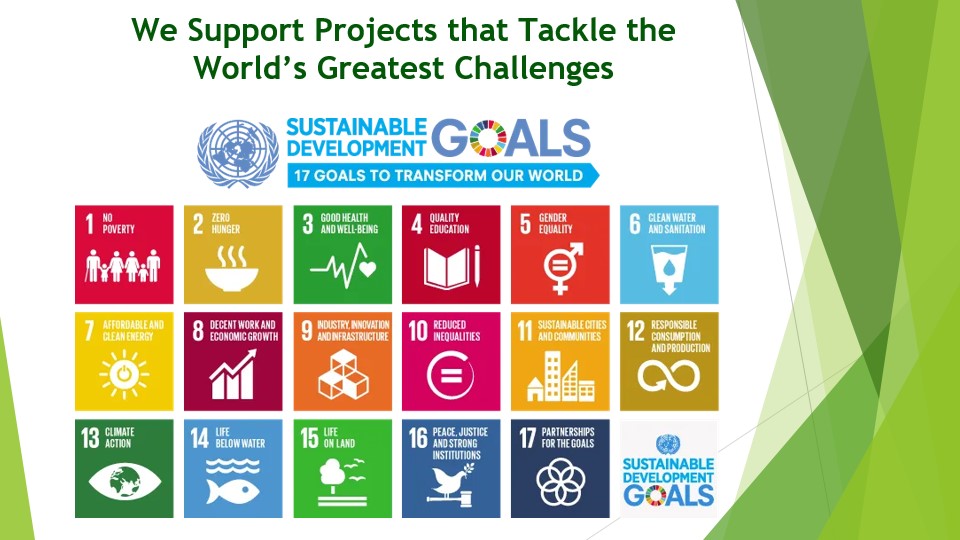 We Support Projects that Tackle the
World's Greatest Challenges
SUSTAINABLE
DEVELOPMENT
GOALS
17 GOALS TO TRANSFORM OUR WORLD
1 NO
POVERTY
2 ZERO
HUNGER
3 GOOD HEALTH
AND WELL-BEING
4 QUALITY
EDUCATION
5 GENDER
EQUALITY
6 CLEAN WATER
AND SANITATION
7 AFFORDABLE AND
CLEAN ENERGY
8 DECENT WORK AND
ECONOMIC GROWTH
9 INDUSTRY, INNOVATION
AND INFRASTRUCTURE
10 REDUCED
INEQUALITIES
11 SUSTAINABLE CITIES
AND COMMUNITIES
12 RESPONSIBLE
CONSUMPTION
AND PRODUCTION
13 CLIMATE
ACTION
14 LIFE
BELOW WATER
15 LIFE
ON LAND
16 PEACE, JUSTICE
AND STRONG
INSTITUTIONS
17 PARTNERSHIPS
FOR THE GOALS
SUSTAINABLE
DEVELOPMENT
GOALS